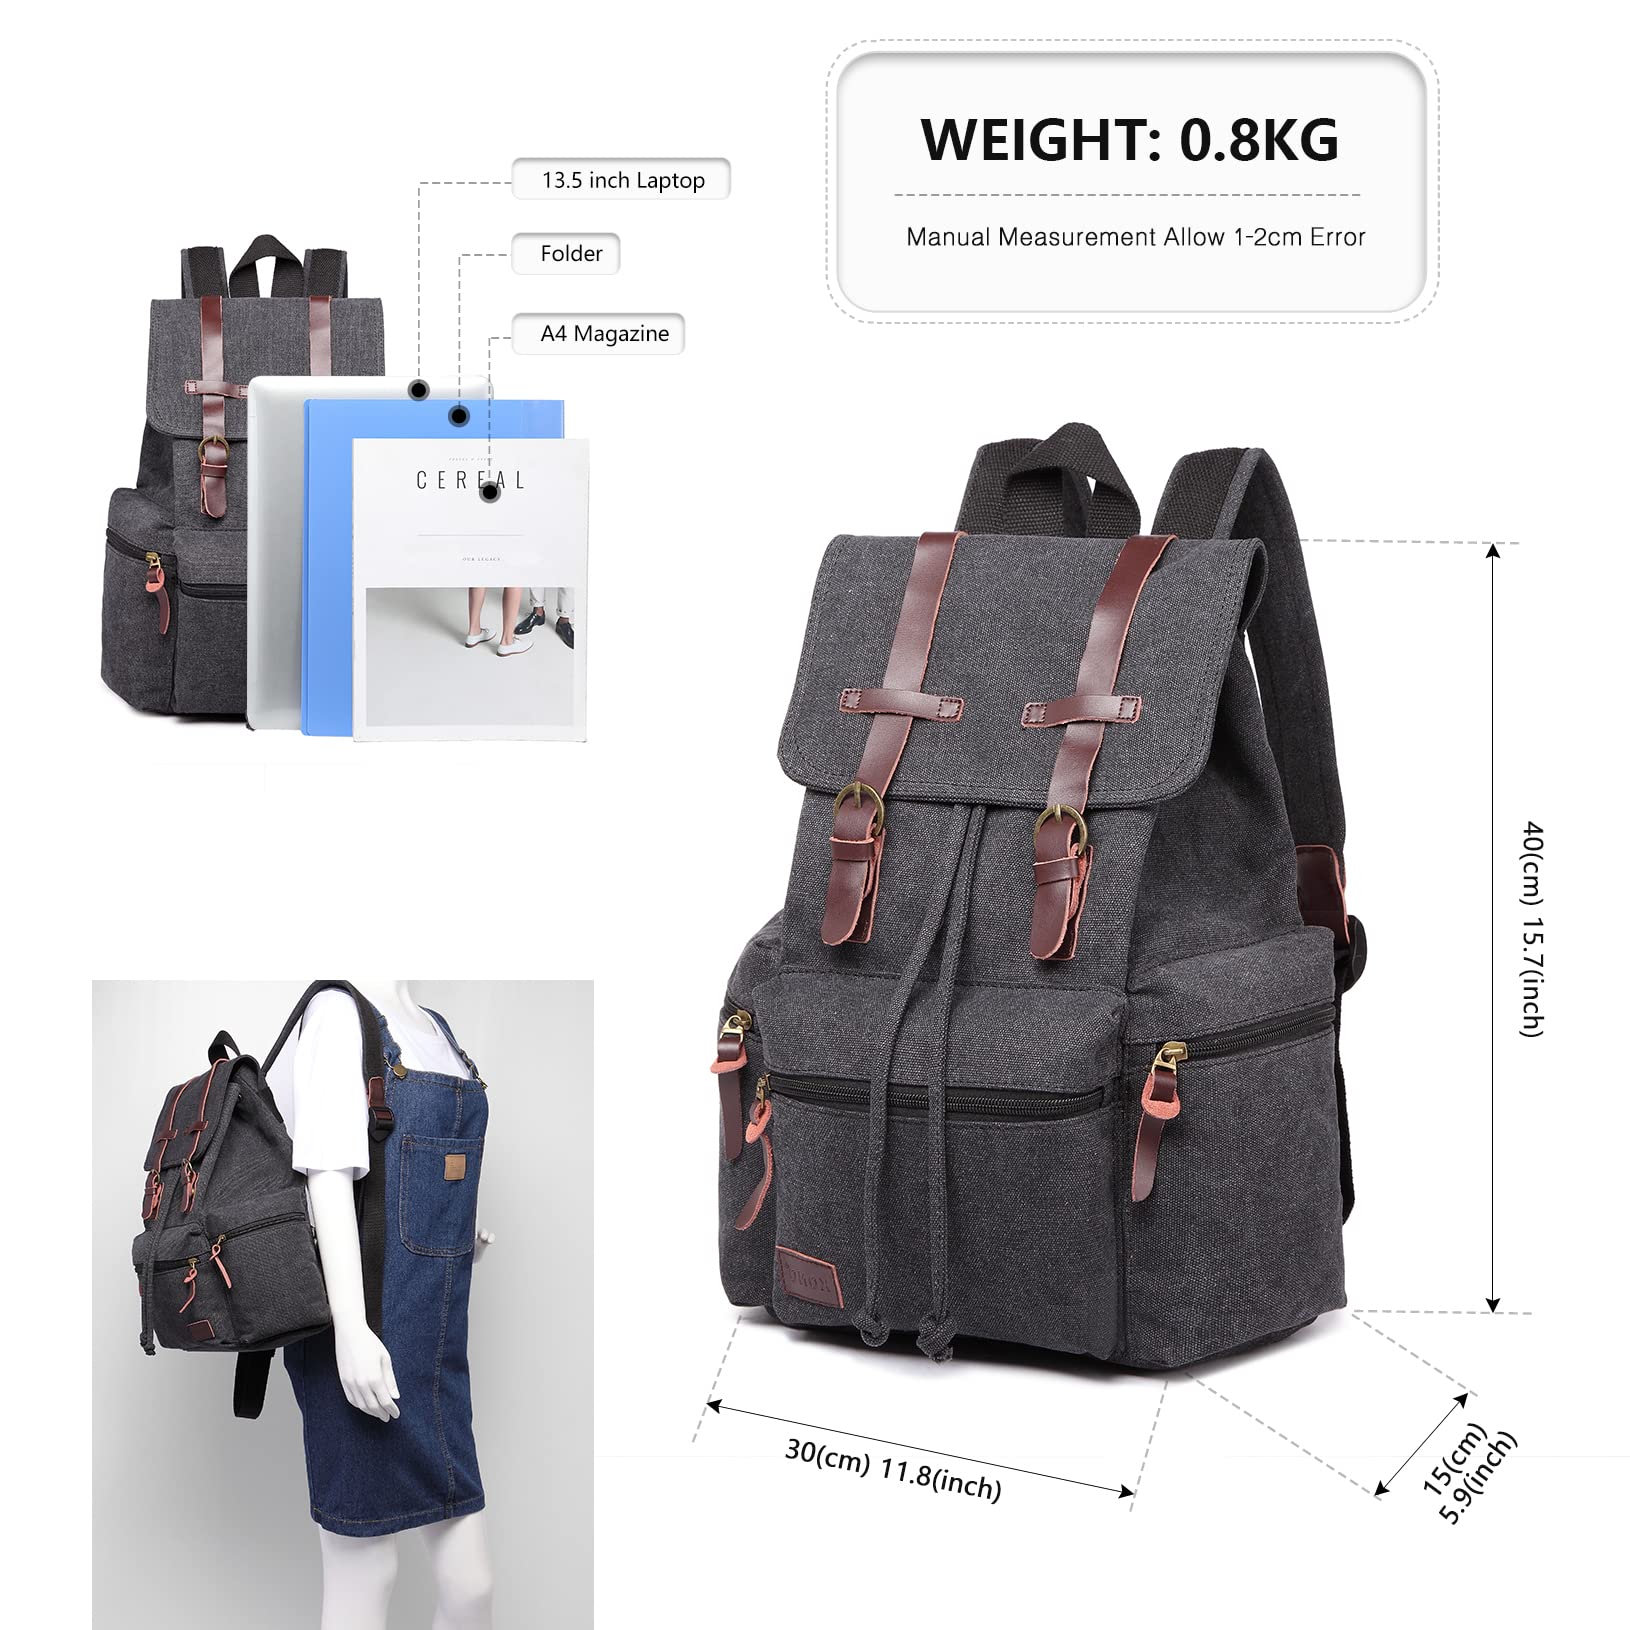 WEIGHT: 0.8KG
Manual Measurement Allow 1-2cm Error
13.5 inch Laptop
Folder
A4 Magazine
CEREAL
OUR LEGACY
40(cm) 15.7(inch)
30(cm) 11.8(inch)
15(cm)
5.9(inch)